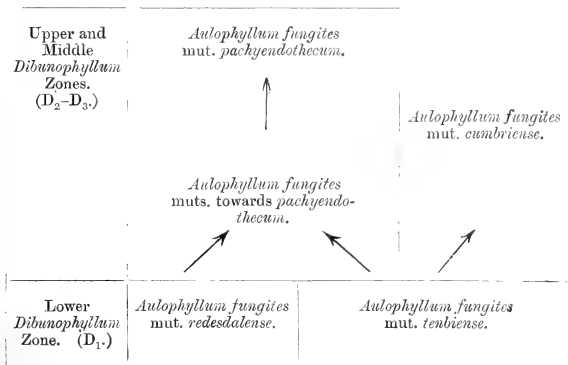 Upper and
Middle
Dibunophyllum
Zones.
(D₂–D₃.)
Aulophyllum fungites
mut. pachyendothecum.
Aulophyllum fungites
mut. cumbriense.
Aulophyllum fungites
muts. towards pachyendo-
thecum.
Lower
Dibunophyllum
Zone. (D₁.)
Aulophyllum fungites
mut. redesdalense.
Aulophyllum fungites
mut. tenbiense.